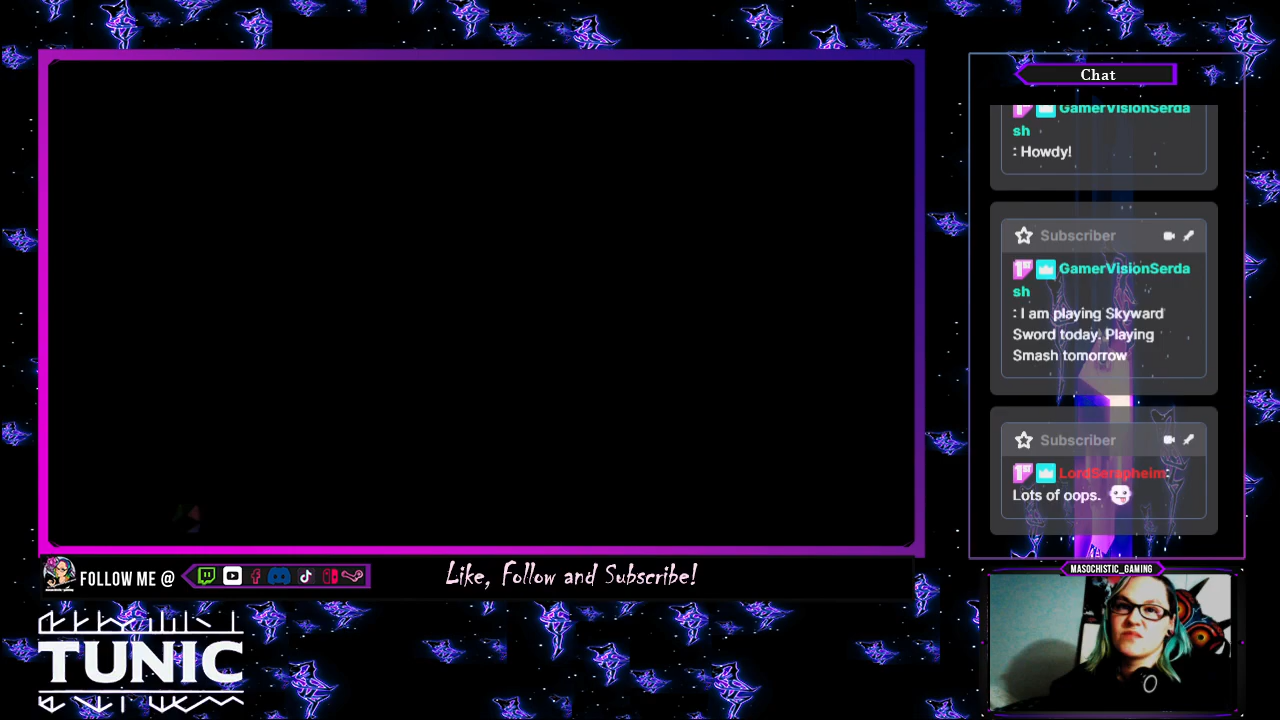 Chat
GamerVisionSerda
sh
: Howdy!
Subscriber
GamerVisionSerda
sh
: I am playing Skyward
Sword today. Playing
Smash tomorrow
Subscriber
LordSerapheim:
Lots of oops.
FOLLOW ME @
Like, Follow and Subscribe!
MASOCHISTIC_GAMING
TUNIC